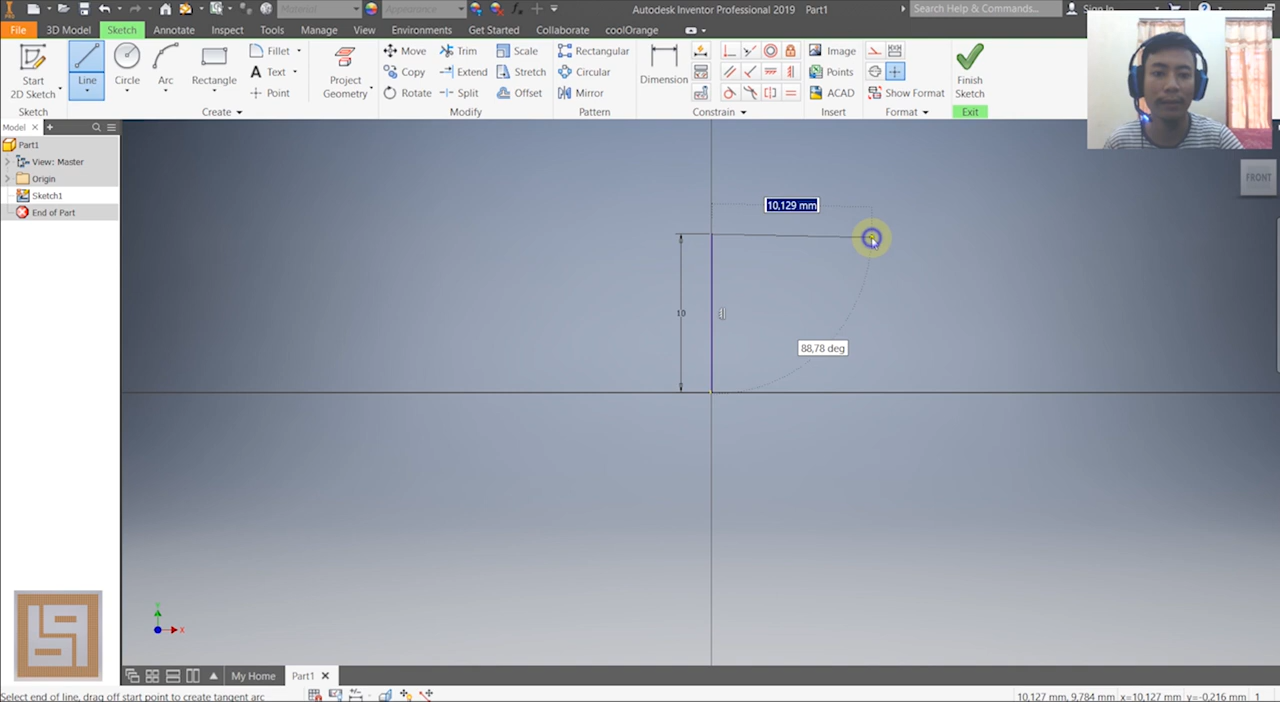 Material
Appearance
Autodesk Inventor Professional 2019 Part1
Search Help & Commands...
Sign In
File 3D Model Sketch Annotate Inspect Tools Manage View Environments Get Started Collaborate coolOrange
Start
2D Sketch
Line
Circle
Arc
Rectangle
Fillet
Text
Point
Project
Geometry
Move
Copy
Rotate
Trim
Extend
Split
Scale
Stretch
Offset
Rectangular
Circular
Mirror
Dimension
Image
Points
ACAD
Show Format
Finish
Sketch
Sketch Create Modify Pattern Constrain Insert Format Exit
Model
Part1
View: Master
Origin
Sketch1
End of Part
FRONT
10,129 mm
10
88,78 deg
Y
X
My Home Part1
Select end of line, drag off start point to create tangent arc
10,127 mm, 9,784 mm x=10,127 mm y=-0,216 mm 1